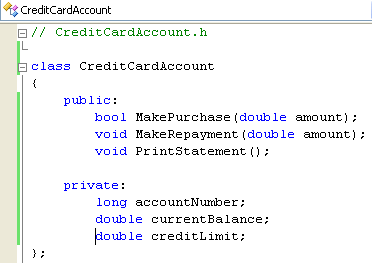 CreditCardAccount
// CreditCardAccount.h
class CreditCardAccount
{
public:
bool MakePurchase(double amount);
void MakeRepayment(double amount);
void PrintStatement();
private:
long accountNumber;
double currentBalance;
double creditLimit;
};